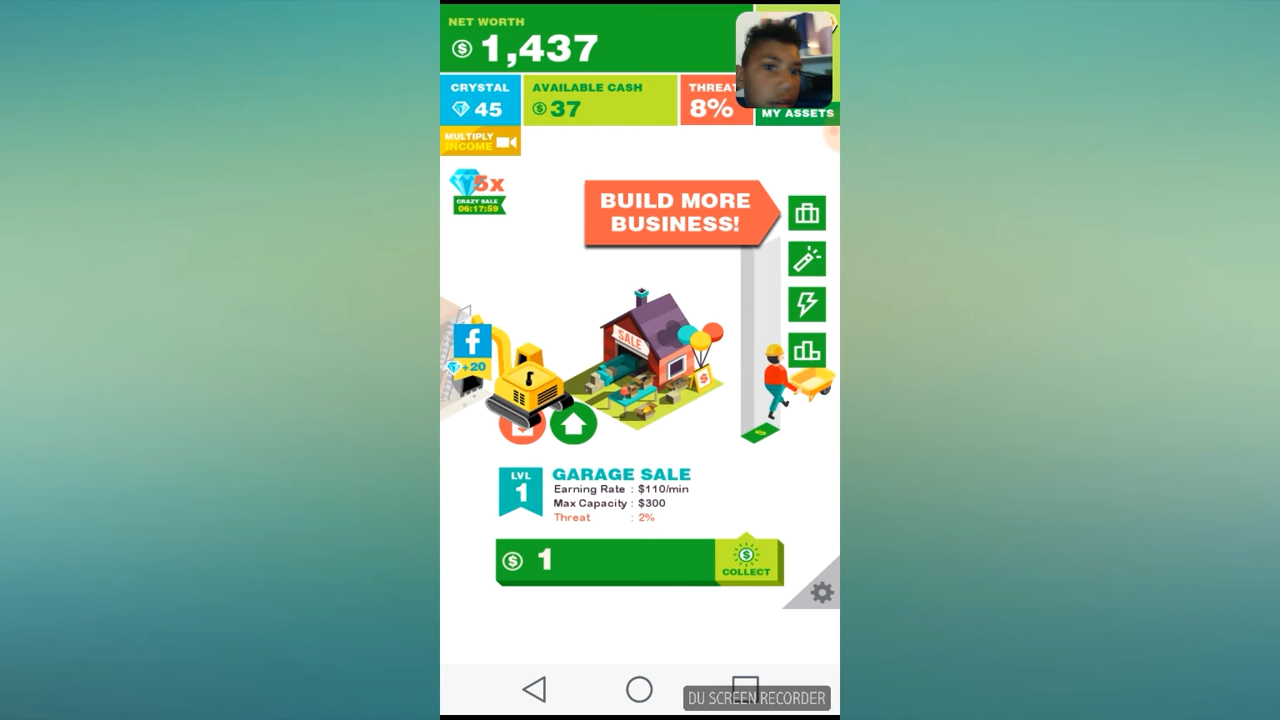 NET WORTH
1,437
CRYSTAL
45
AVAILABLE CASH
37
8%
MY ASSETS
MULTIPLY
INCOME
5x
CRAZY SALE
06:17:59
BUILD MORE
BUSINESS!
SALE
f
+20
LVL
1
GARAGE SALE
Earning Rate : $110/min
Max Capacity : $300
Threat : 2%
1
COLLECT
DU SCREEN RECORDER